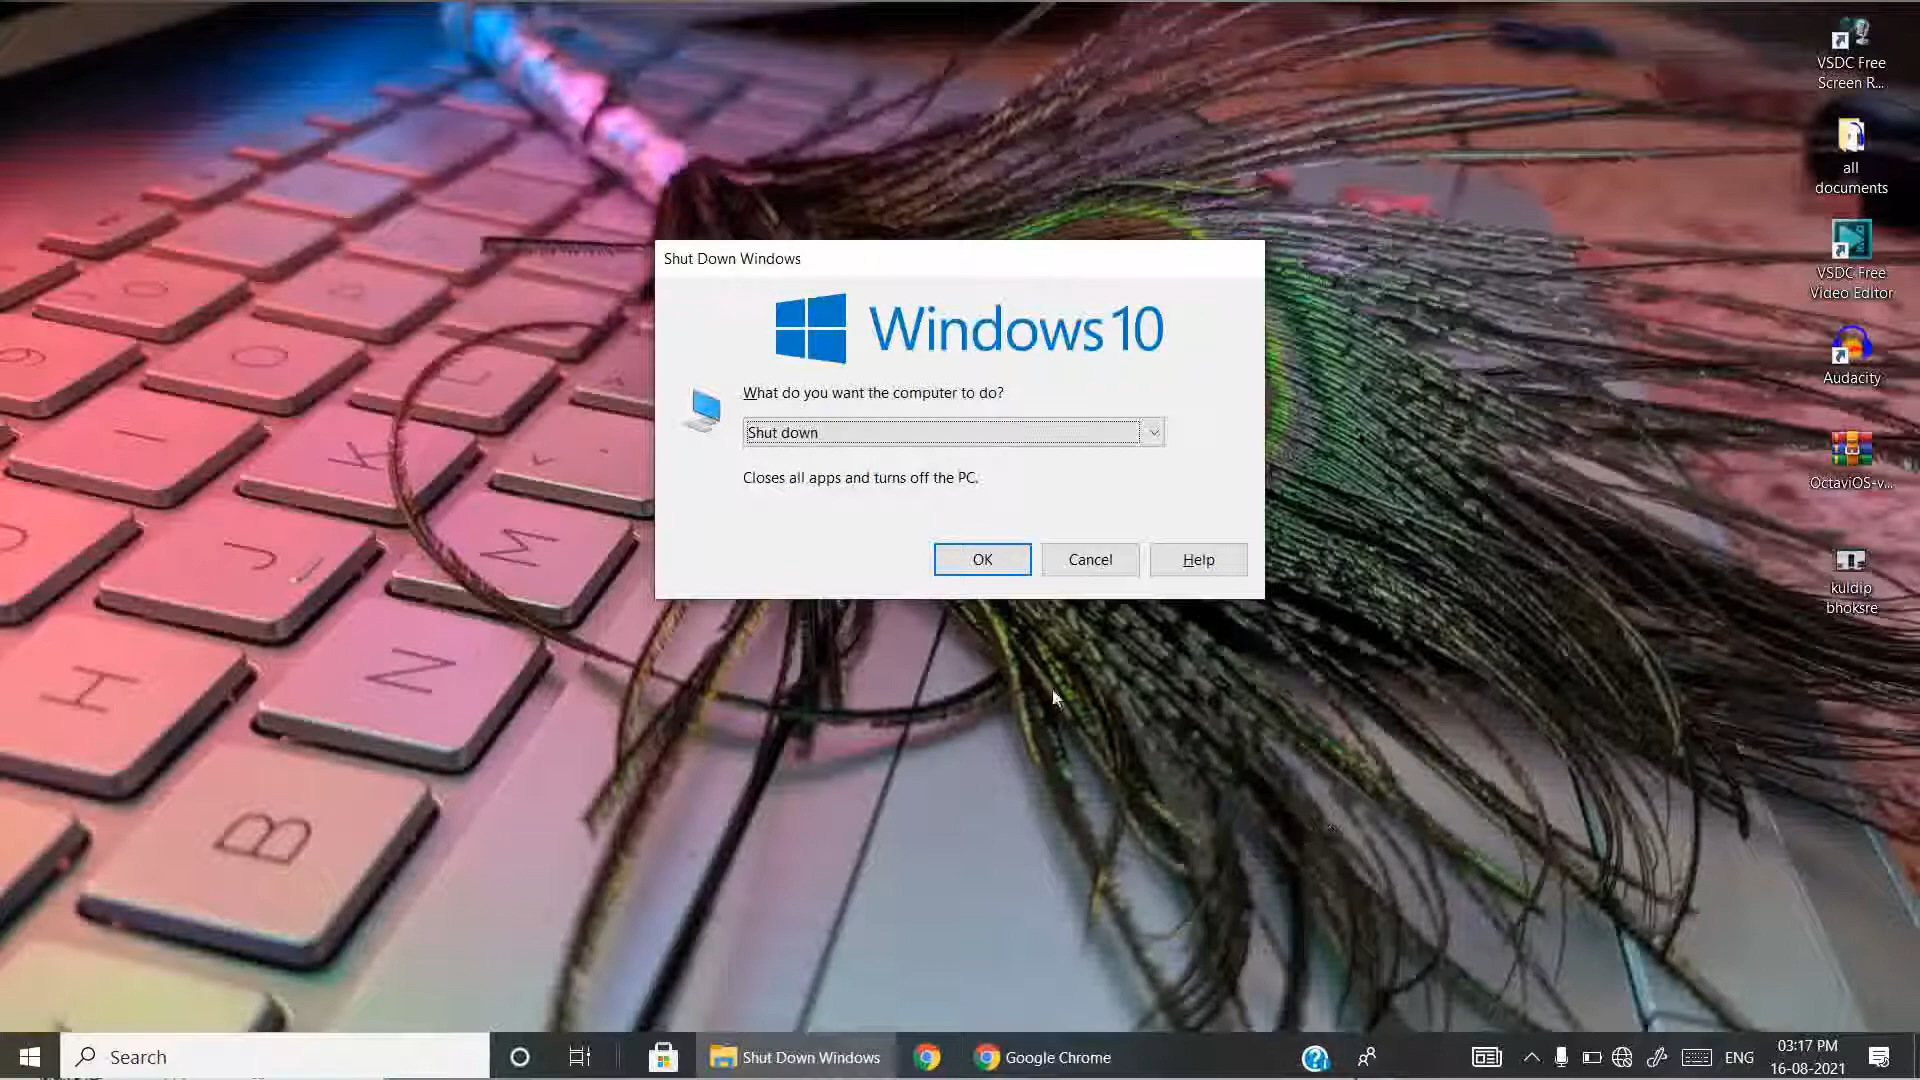 VSDC Free
Screen R...
all
documents
VSDC Free
Video Editor
Audacity
OctaviOS-v...
kuldip
bhoksre
Shut Down Windows
Windows 10
What do you want the computer to do?
Shut down
Closes all apps and turns off the PC.
OK
Cancel
Help
O
L
I
K
J
M
H
N
B
Search
Shut Down Windows
Google Chrome
ENG
03:17 PM
16-08-2021